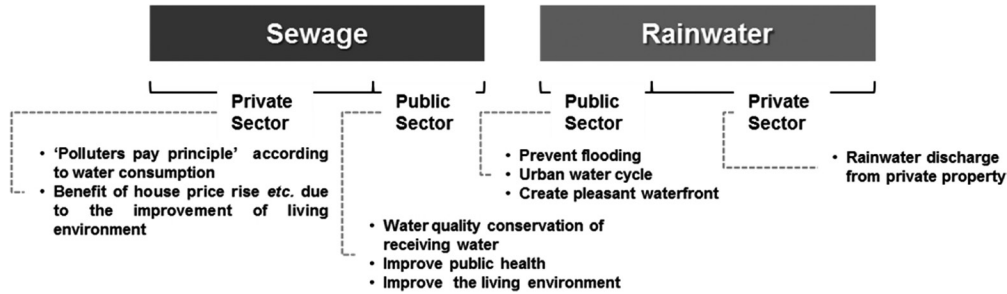 Sewage
Rainwater
Private
Sector
Public
Sector
Public
Sector
Private
Sector
• 'Polluters pay principle' according
to water consumption
• Benefit of house price rise etc. due
to the improvement of living
environment
• Water quality conservation of
receiving water
• Improve public health
• Improve the living environment
• Prevent flooding
• Urban water cycle
• Create pleasant waterfront
• Rainwater discharge
from private property